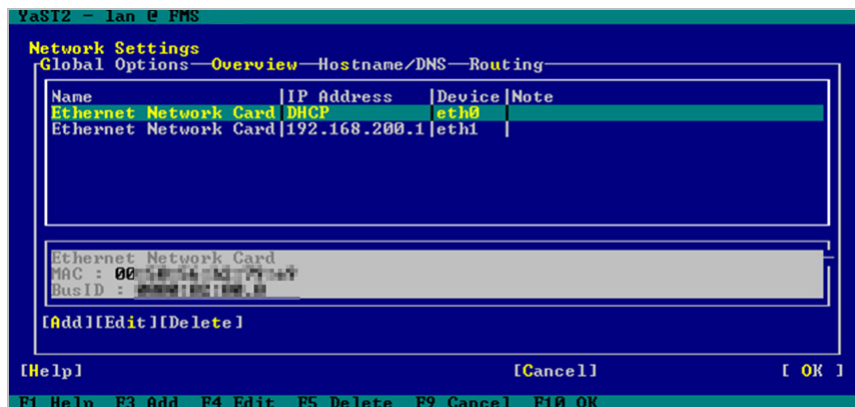 YaST2 - lan @ FMS
Network Settings
Global Options—Overview—Hostname/DNS—Routing
Name |IP Address |Device|Note
Ethernet Network Card|DHCP |eth0 |
Ethernet Network Card|192.168.200.1|eth1 |
Ethernet Network Card
MAC : 00
BusID :
[Add][Edit][Delete]
[Help] [Cancel] [ OK ]
F1 Help F3 Add F4 Edit F5 Delete F9 Cancel F10 OK